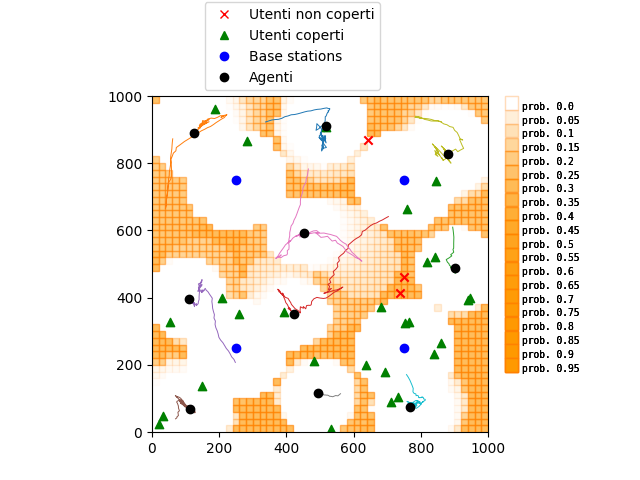 Utenti non coperti
Utenti coperti
Base stations
Agenti
1000
800
600
400
200
0
0 200 400 600 800 1000
prob. 0.0
prob. 0.05
prob. 0.1
prob. 0.15
prob. 0.2
prob. 0.25
prob. 0.3
prob. 0.35
prob. 0.4
prob. 0.45
prob. 0.5
prob. 0.55
prob. 0.6
prob. 0.65
prob. 0.7
prob. 0.75
prob. 0.8
prob. 0.85
prob. 0.9
prob. 0.95